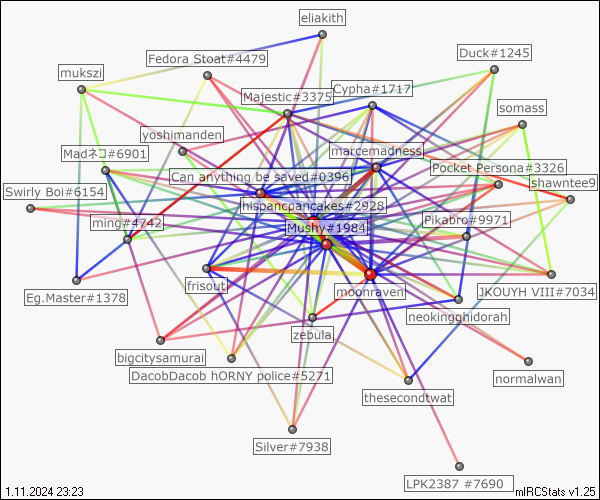 eliakith
Fedora Stoat#4479
Duck#1245
mukszi
Cypha#1717
Majestic#3375
somass
yoshimanden
marcemadness
Madネコ#6901
Pocket Persona#3326
Can anything be saved#0396
shawntee9
Swirly Boi#6154
hispancpancakes#2928
ming#4742
Pikabro#9971
Mushy#1984
frisout
moonraven
JKOUYH VIII#7034
Eg.Master#1378
neokingghidorah
zebula
bigcitysamurai
DacobDacob hORNY police#5271
normalwan
thesecondtwat
Silver#7938
LPK2387 #7690
1.11.2024 23:23
mIRCStats v1.25